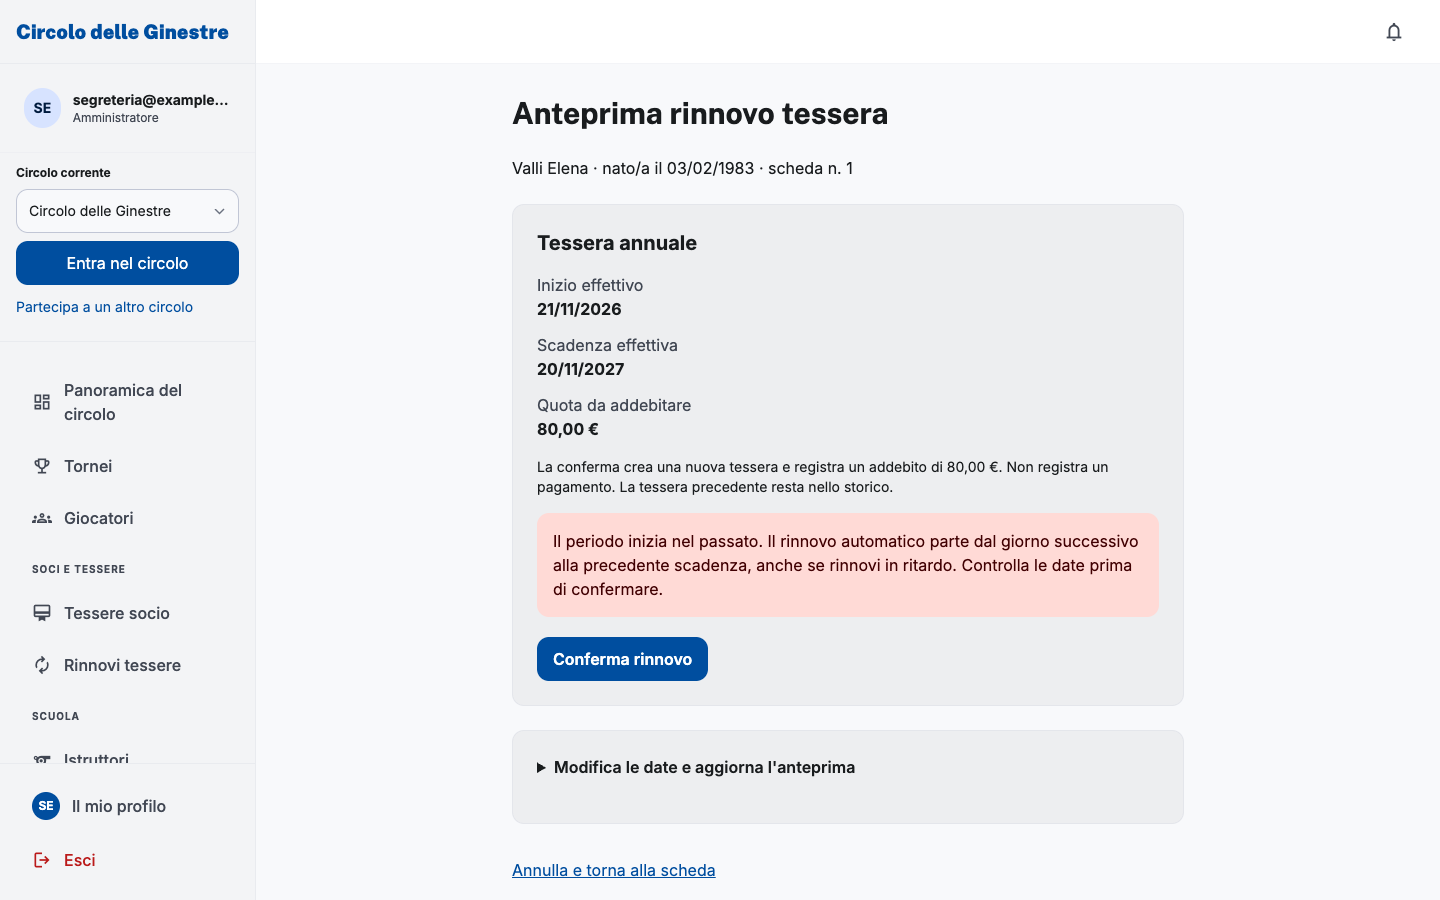 Circolo delle Ginestre
SE
segreteria@example...
Amministratore
Circolo corrente
Circolo delle Ginestre
Entra nel circolo
Partecipa a un altro circolo
Panoramica del
circolo
Tornei
Giocatori
SOCI E TESSERE
Tessere socio
Rinnovi tessere
SCUOLA
Istruttori
SE
Il mio profilo
Esci
Anteprima rinnovo tessera
Valli Elena · nato/a il 03/02/1983 · scheda n. 1
Tessera annuale
Inizio effettivo
21/11/2026
Scadenza effettiva
20/11/2027
Quota da addebitare
80,00 €
La conferma crea una nuova tessera e registra un addebito di 80,00 €. Non registra un
pagamento. La tessera precedente resta nello storico.
Il periodo inizia nel passato. Il rinnovo automatico parte dal giorno successivo
alla precedente scadenza, anche se rinnovi in ritardo. Controlla le date prima
di confermare.
Conferma rinnovo
Modifica le date e aggiorna l'anteprima
Annulla e torna alla scheda